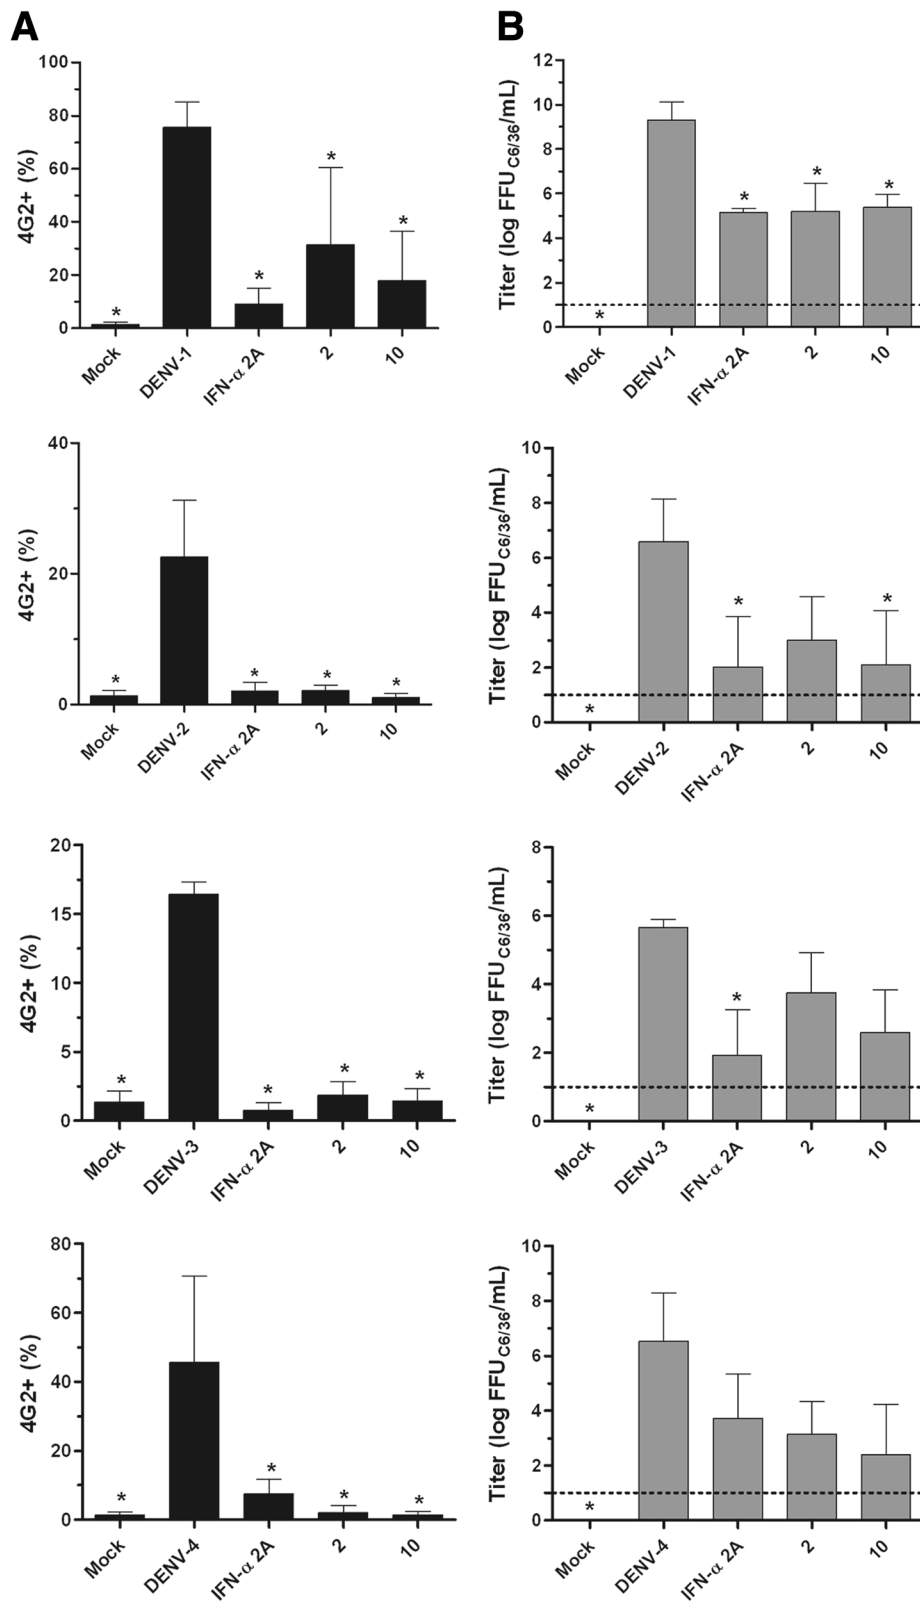 A
B
100
80
60
40
20
0
4G2+ (%)
*
*
*
*
Mock
DENV-1
IFN-α 2A
2
10
12
10
8
6
4
2
0
Titer (log FFUC6/36/mL)
*
*
*
*
Mock
DENV-1
IFN-α 2A
2
10
40
20
0
4G2+ (%)
*
*
*
*
Mock
DENV-2
IFN-α 2A
2
10
10
8
6
4
2
0
Titer (log FFUC6/36/mL)
*
*
*
Mock
DENV-2
IFN-α 2A
2
10
20
15
10
5
0
4G2+ (%)
*
*
*
*
Mock
DENV-3
IFN-α 2A
2
10
8
6
4
2
0
Titer (log FFUC6/36/mL)
*
*
Mock
DENV-3
IFN-α 2A
2
10
80
60
40
20
0
4G2+ (%)
*
*
*
*
Mock
DENV-4
IFN-α 2A
2
10
10
8
6
4
2
0
Titer (log FFUC6/36/mL)
*
Mock
DENV-4
IFN-α 2A
2
10